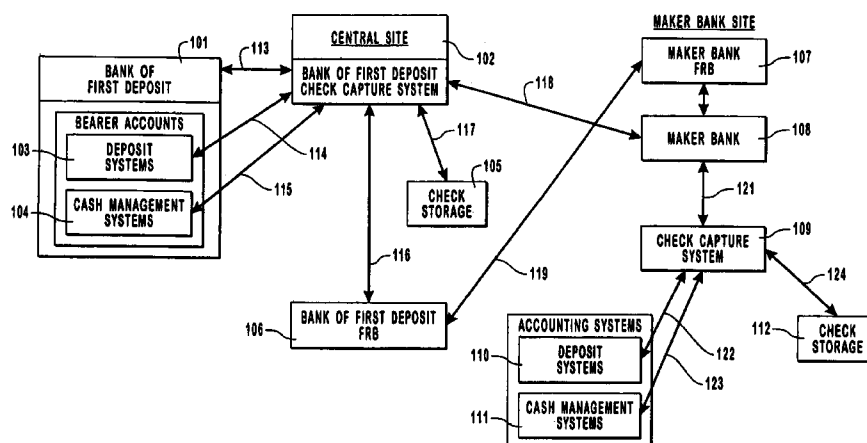 101
113
BANK OF
FIRST DEPOSIT
BEARER ACCOUNTS
103
DEPOSIT
SYSTEMS
104
CASH MANAGEMENT
SYSTEMS
114
115
CENTRAL SITE
102
BANK OF FIRST DEPOSIT
CHECK CAPTURE SYSTEM
118
117
105
CHECK
STORAGE
116
119
106
BANK OF FIRST DEPOSIT
FRB
MAKER BANK SITE
MAKER BANK
FRB
107
MAKER BANK
108
121
109
CHECK CAPTURE
SYSTEM
124
112
CHECK
STORAGE
ACCOUNTING SYSTEMS
110
DEPOSIT
SYSTEMS
122
123
111
CASH MANAGEMENT
SYSTEMS